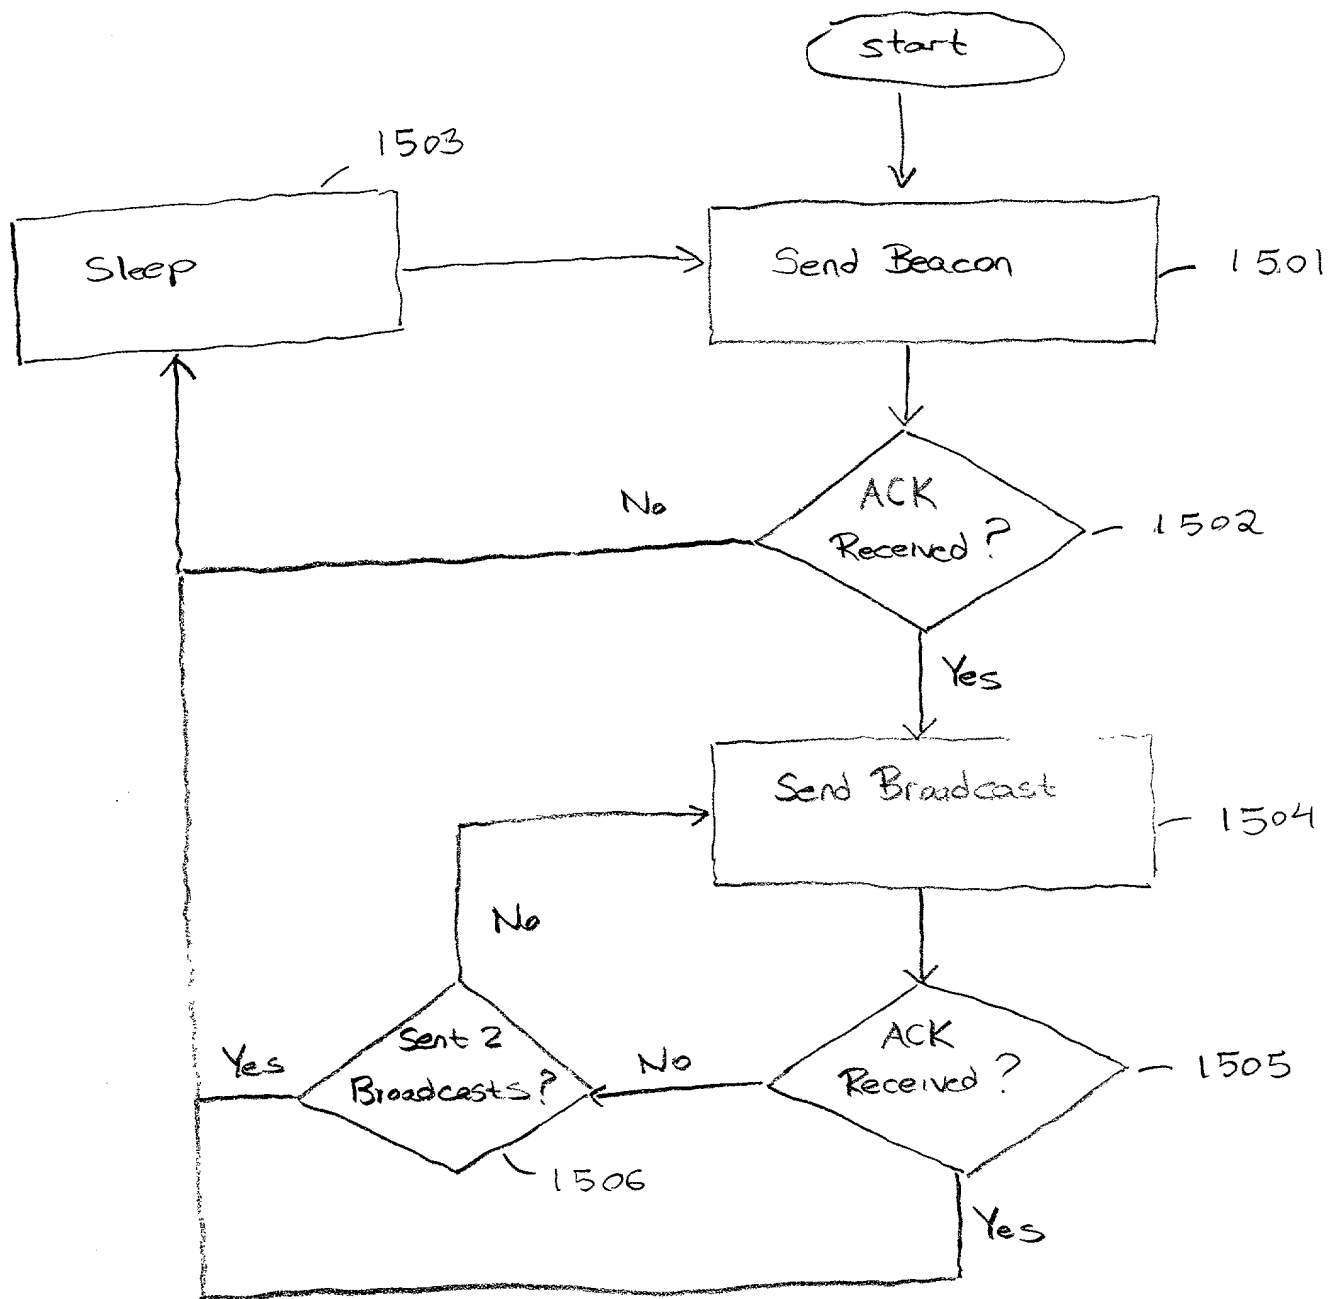 start
1503
Sleep
Send Beacon
1501
No
ACK
Received?
1502
Yes
Send Broadcast
1504
No
Yes
Sent 2
Broadcasts?
No
ACK
Received?
1505
1506
Yes